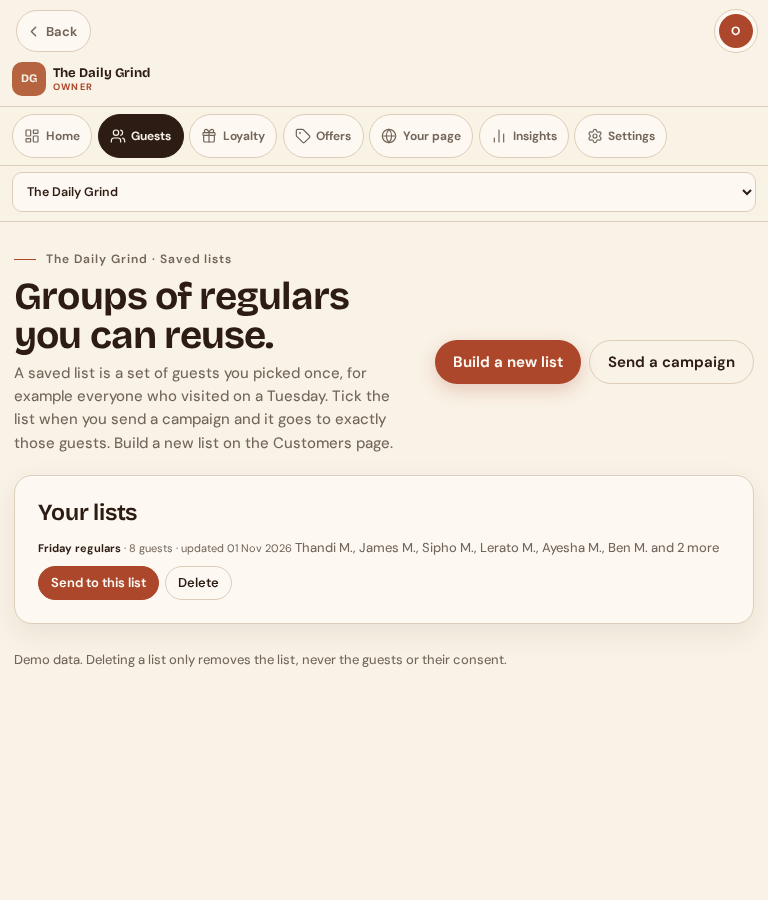 Back
O
DG
The Daily Grind
OWNER
Home
Guests
Loyalty
Offers
Your page
Insights
Settings
The Daily Grind
The Daily Grind · Saved lists
Groups of regulars
you can reuse.
A saved list is a set of guests you picked once, for
example everyone who visited on a Tuesday. Tick the
list when you send a campaign and it goes to exactly
those guests. Build a new list on the Customers page.
Build a new list
Send a campaign
Your lists
Friday regulars · 8 guests · updated 01 Nov 2026 Thandi M., James M., Sipho M., Lerato M., Ayesha M., Ben M. and 2 more
Send to this list
Delete
Demo data. Deleting a list only removes the list, never the guests or their consent.